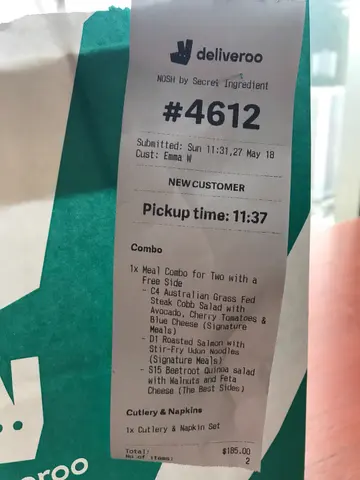 deliveroo
NOSH by Secret Ingredient
#4612
Submitted: Sun 11:31,27 May 18
Cust: Emma W
NEW CUSTOMER
Pickup time: 11:37
Combo
1x Meal Combo for Two with a
Free Side
- C4 Australian Grass Fed
Steak Cobb Salad with
Avocado, Cherry Tomatoes &
Blue Cheese (Signature
Meals)
- D1 Roasted Salmon with
Stir-Fry Udon Noodles
(Signature Meals)
- S15 Beetroot Quinoa salad
with Walnuts and Feta
Cheese (The Best Sides)
Cutlery & Napkins
1x Cutlery & Napkin Set
Total: $185.00
No of items: 2
veroo